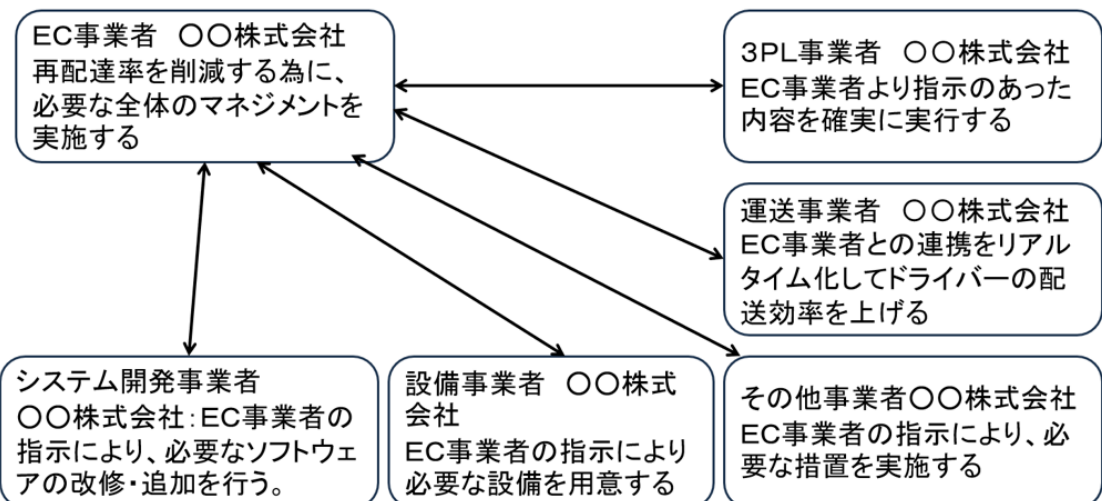 EC事業者　〇〇株式会社
再配達率を削減する為に、
必要な全体のマネジメントを
実施する
3PL事業者　〇〇株式会社
EC事業者より指示のあった
内容を確実に実行する
運送事業者　〇〇株式会社
EC事業者との連携をリアル
タイム化してドライバーの配
送効率を上げる
システム開発事業者
〇〇株式会社：EC事業者の
指示により、必要なソフトウェ
アの改修・追加を行う。
設備事業者　〇〇株式
会社
EC事業者の指示により
必要な設備を用意する
その他事業者〇〇株式会社
EC事業者の指示により、必
要な措置を実施する